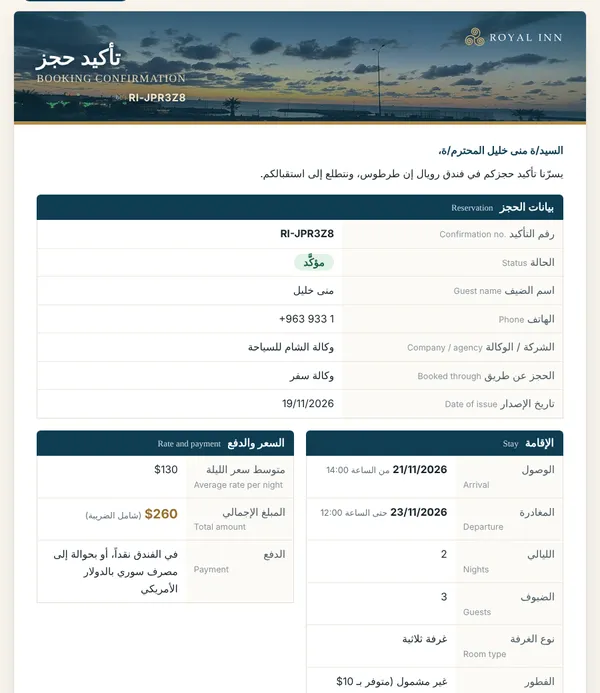 ROYAL INN
تأكيد حجز
BOOKING CONFIRMATION
RI-JPR3Z8
السيد/ة منى خليل المحترم/ة،
يسرّنا تأكيد حجزكم في فندق رويال إن طرطوس، ونتطلع إلى استقبالكم.
بيانات الحجز Reservation
رقم التأكيد Confirmation no. RI-JPR3Z8
الحالة Status مؤكَّد
اسم الضيف Guest name منى خليل
الهاتف Phone +963 933 1
الشركة / الوكالة Company / agency وكالة الشام للسياحة
الحجز عن طريق Booked through وكالة سفر
تاريخ الإصدار Date of issue 19/11/2026
الإقامة Stay
الوصول 21/11/2026 من الساعة 14:00
Arrival
المغادرة 23/11/2026 حتى الساعة 12:00
Departure
الليالي 2
Nights
الضيوف 3
Guests
نوع الغرفة غرفة ثلاثية
Room type
الفطور غير مشمول (متوفر بـ 10$
السعر والدفع Rate and payment
متوسط سعر الليلة $130
Average rate per night
المبلغ الإجمالي $260 (شامل الضريبة)
Total amount
الدفع في الفندق نقداً، أو بحوالة إلى
Payment مصرف سوري بالدولار
الأمريكي